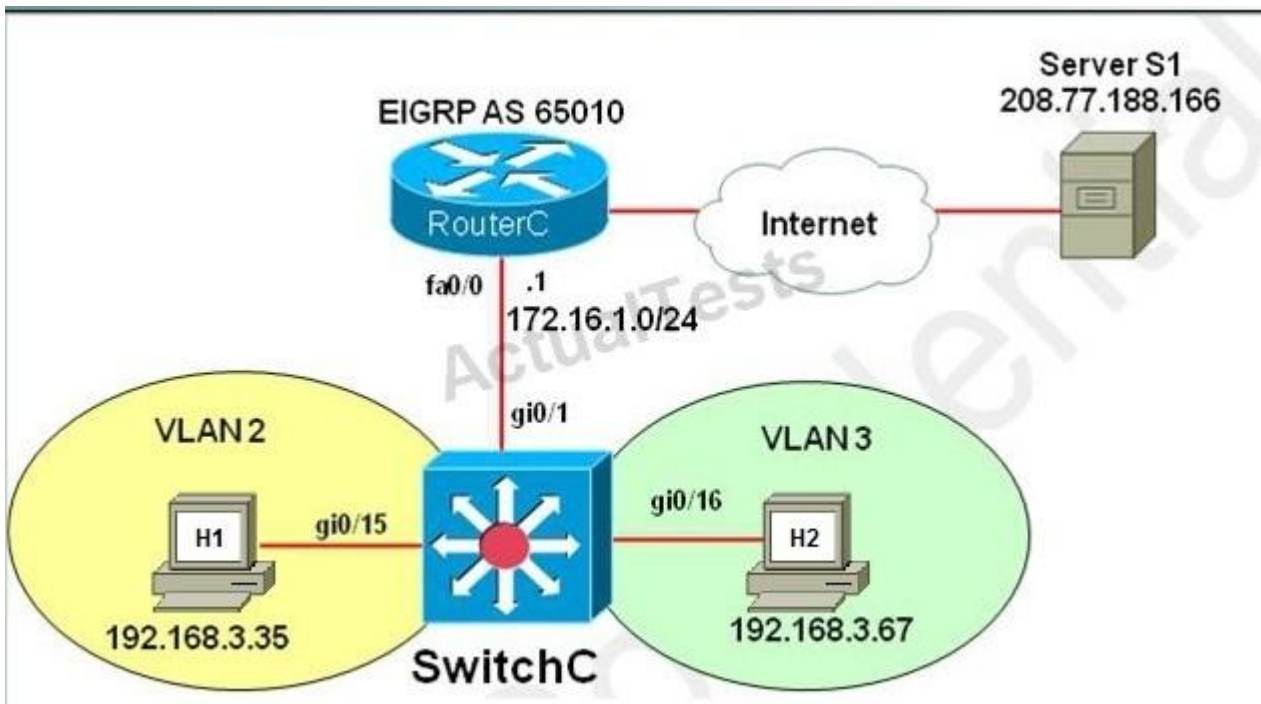 Server S1
208.77.188.166
EIGRP AS 65010
RouterC
Internet
fa0/0
.1
172.16.1.0/24
ActualTests
gi0/1
VLAN 2
VLAN 3
H1
gi0/15
gi0/16
H2
192.168.3.35
192.168.3.67
SwitchC